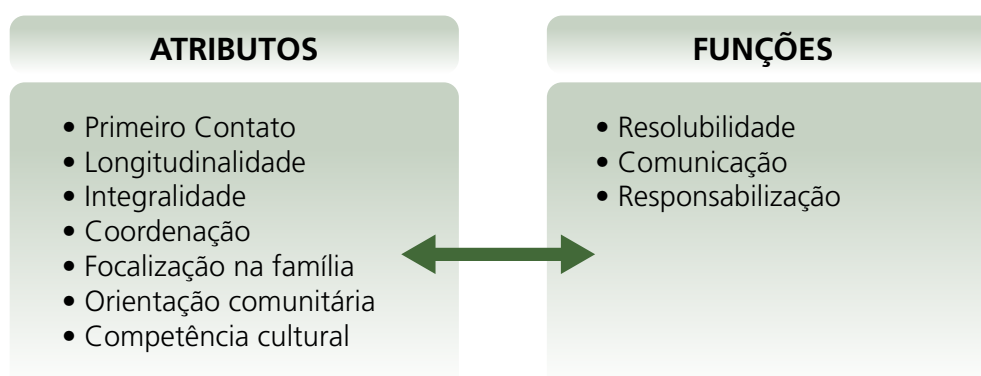 ATRIBUTOS
• Primeiro Contato
• Longitudinalidade
• Integralidade
• Coordenação
• Focalização na família
• Orientação comunitária
• Competência cultural
FUNÇÕES
• Resolubilidade
• Comunicação
• Responsabilização